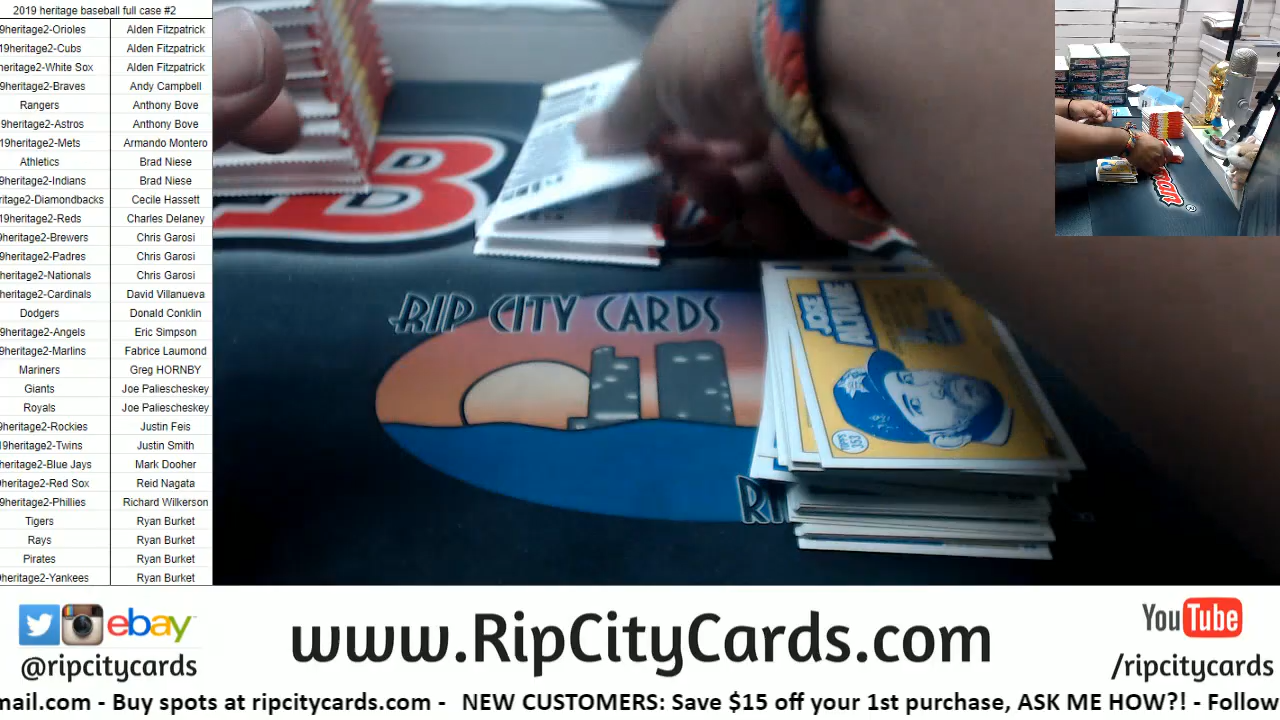 2019 heritage baseball full case #2
9heritage2-Orioles Alden Fitzpatrick
19heritage2-Cubs Alden Fitzpatrick
heritage2-White Sox Alden Fitzpatrick
9heritage2-Braves Andy Campbell
Rangers Anthony Bove
9heritage2-Astros Anthony Bove
19heritage2-Mets Armando Montero
Athletics Brad Niese
9heritage2-Indians Brad Niese
ritage2-Diamondbacks Cecile Hassett
19heritage2-Reds Charles Delaney
9heritage2-Brewers Chris Garosi
9heritage2-Padres Chris Garosi
heritage2-Nationals Chris Garosi
heritage2-Cardinals David Villanueva
Dodgers Donald Conklin
9heritage2-Angels Eric Simpson
9heritage2-Marlins Fabrice Laumond
Mariners Greg HORNBY
Giants Joe Paliescheskey
Royals Joe Paliescheskey
9heritage2-Rockies Justin Feis
19heritage2-Twins Justin Smith
heritage2-Blue Jays Mark Dooher
heritage2-Red Sox Reid Nagata
9heritage2-Phillies Richard Wilkerson
Tigers Ryan Burket
Rays Ryan Burket
Pirates Ryan Burket
heritage2-Yankees Ryan Burket
RIP CITY CARDS
JOSE
ALTUVE
ebay
@ripcitycards
www.RipCityCards.com
YouTube
/ripcitycards
mail.com - Buy spots at ripcitycards.com - NEW CUSTOMERS: Save $15 off your 1st purchase, ASK ME HOW?! - Follow